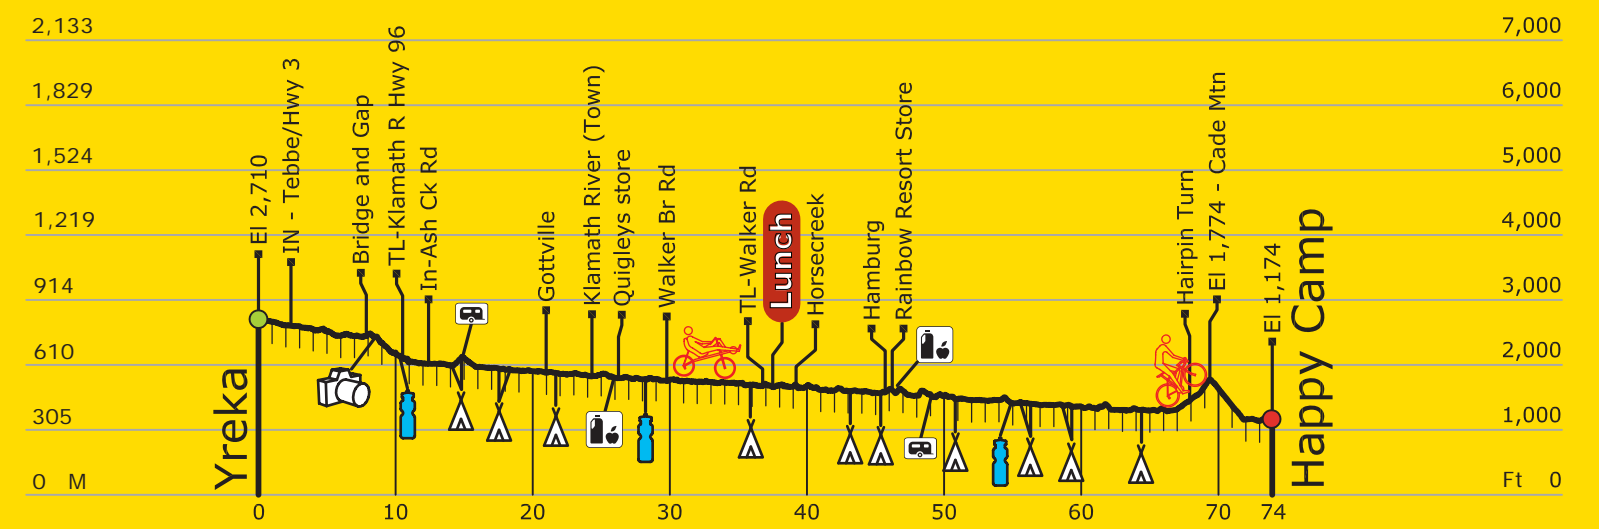 2,133
7,000
1,829
6,000
1,524
5,000
1,219
4,000
914
3,000
610
2,000
305
1,000
0 M
Ft 0
Yreka
El 2,710
IN - Tebbe/Hwy 3
Bridge and Gap
TL-Klamath R Hwy 96
In-Ash Ck Rd
Gottville
Klamath River (Town)
Quigleys store
Walker Br Rd
TL-Walker Rd
Lunch
Horsecreek
Hamburg
Rainbow Resort Store
Hairpin Turn
El 1,774 - Cade Mtn
El 1,174
Happy Camp
0 10 20 30 40 50 60 70 74